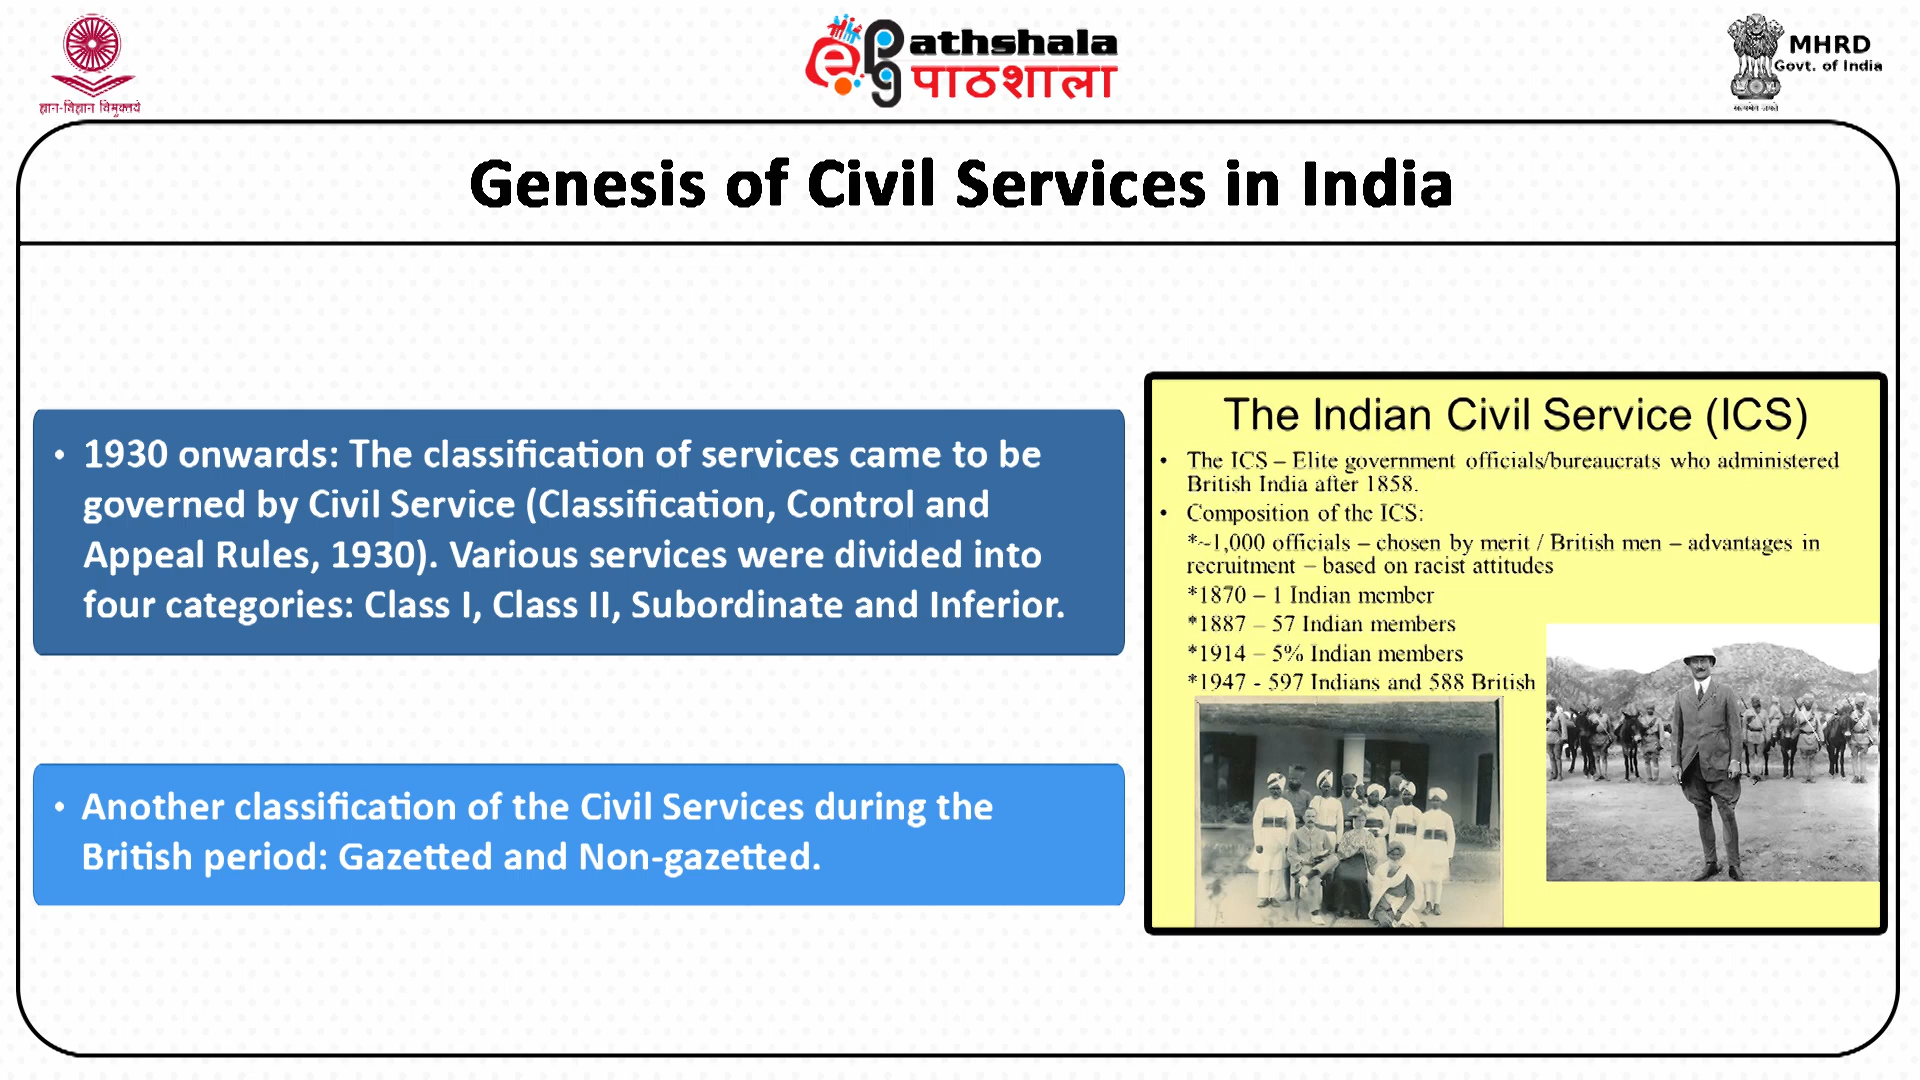 ज्ञान-विज्ञान विमुक्तये
ePg Pathshala
पाठशाला
MHRD
Govt. of India
सत्यमेव जयते
Genesis of Civil Services in India
• 1930 onwards: The classification of services came to be
governed by Civil Service (Classification, Control and
Appeal Rules, 1930). Various services were divided into
four categories: Class I, Class II, Subordinate and Inferior.
• Another classification of the Civil Services during the
British period: Gazetted and Non-gazetted.
The Indian Civil Service (ICS)
• The ICS – Elite government officials/bureaucrats who administered
British India after 1858.
• Composition of the ICS:
*~1,000 officials – chosen by merit / British men – advantages in
recruitment – based on racist attitudes
*1870 – 1 Indian member
*1887 – 57 Indian members
*1914 – 5% Indian members
*1947 - 597 Indians and 588 British